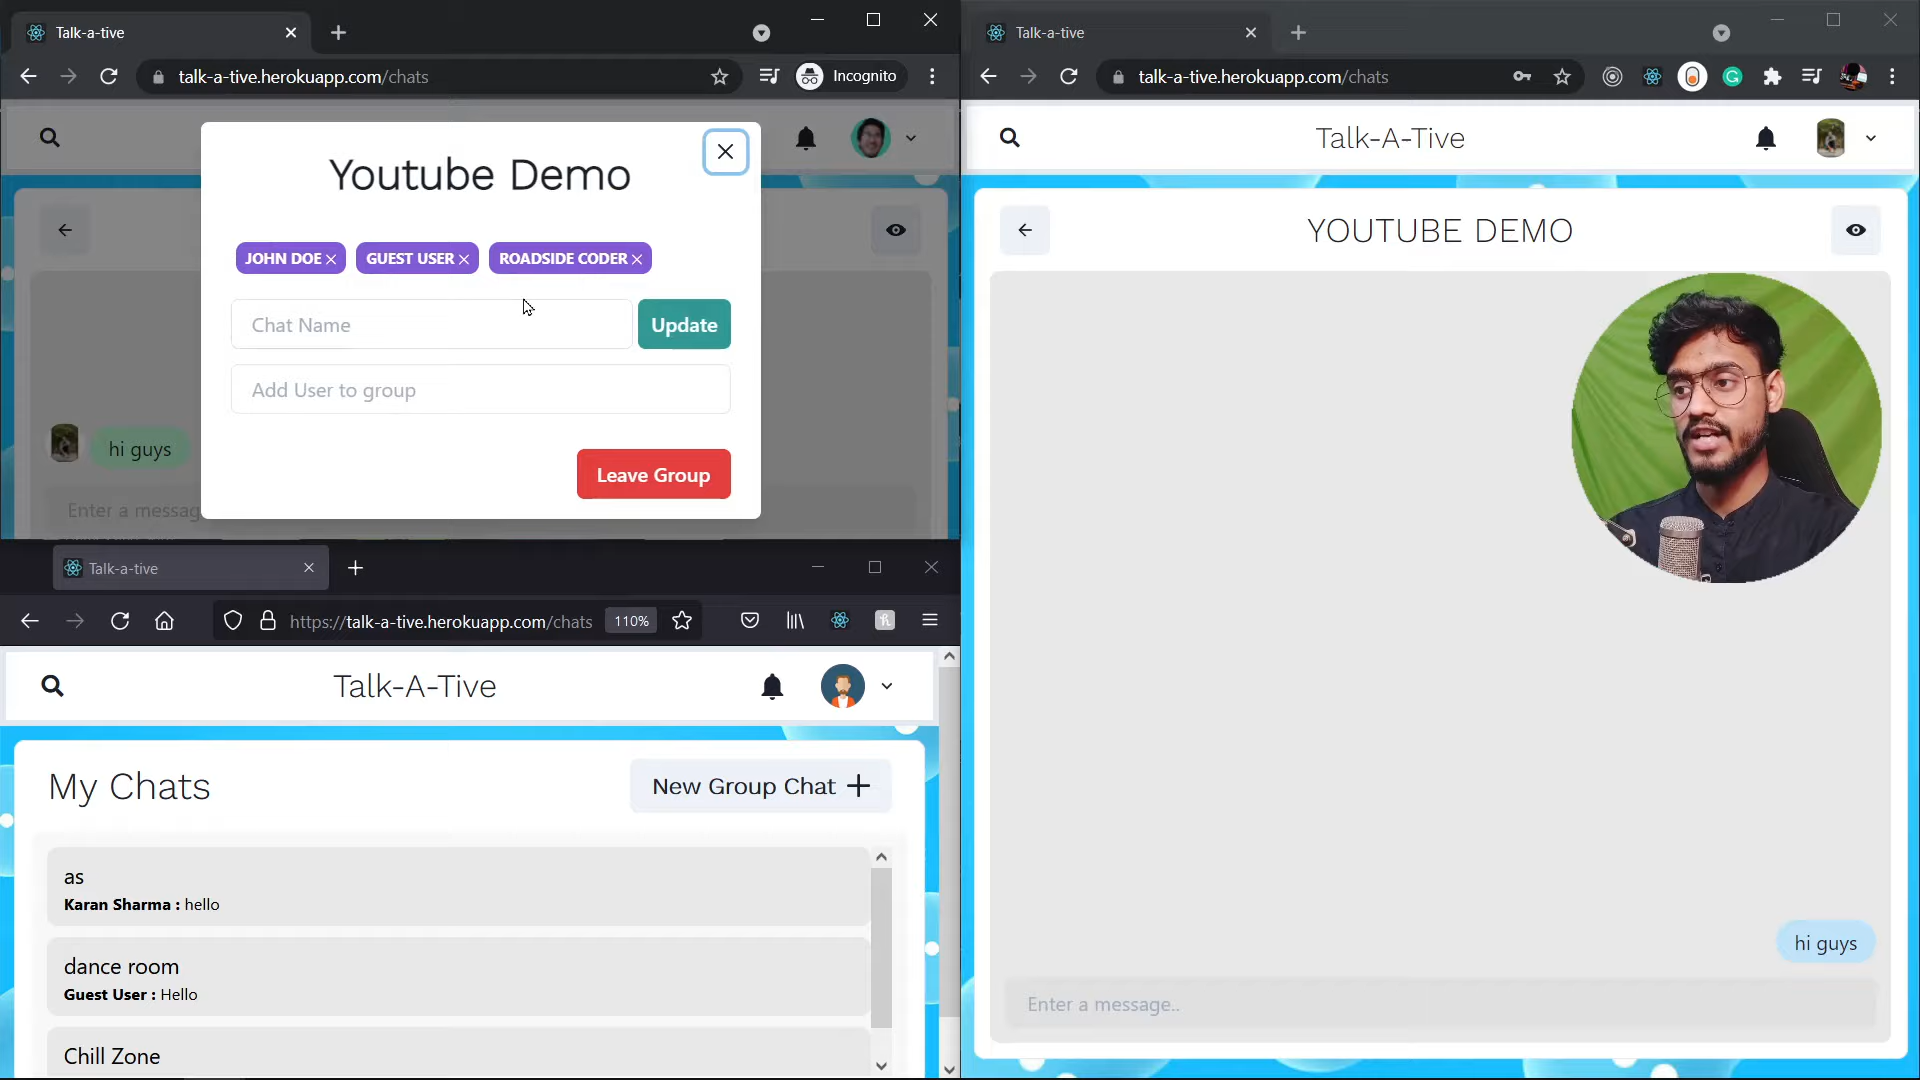 Talk-a-tive
talk-a-tive.herokuapp.com/chats
Incognito
Youtube Demo
JOHN DOE
GUEST USER
ROADSIDE CODER
Chat Name
Update
Add User to group
Leave Group
hi guys
Enter a messag
Talk-a-tive
https://talk-a-tive.herokuapp.com/chats
110%
Talk-A-Tive
My Chats
New Group Chat
as
Karan Sharma : hello
dance room
Guest User : Hello
Chill Zone
Talk-a-tive
talk-a-tive.herokuapp.com/chats
Talk-A-Tive
YOUTUBE DEMO
hi guys
Enter a message..